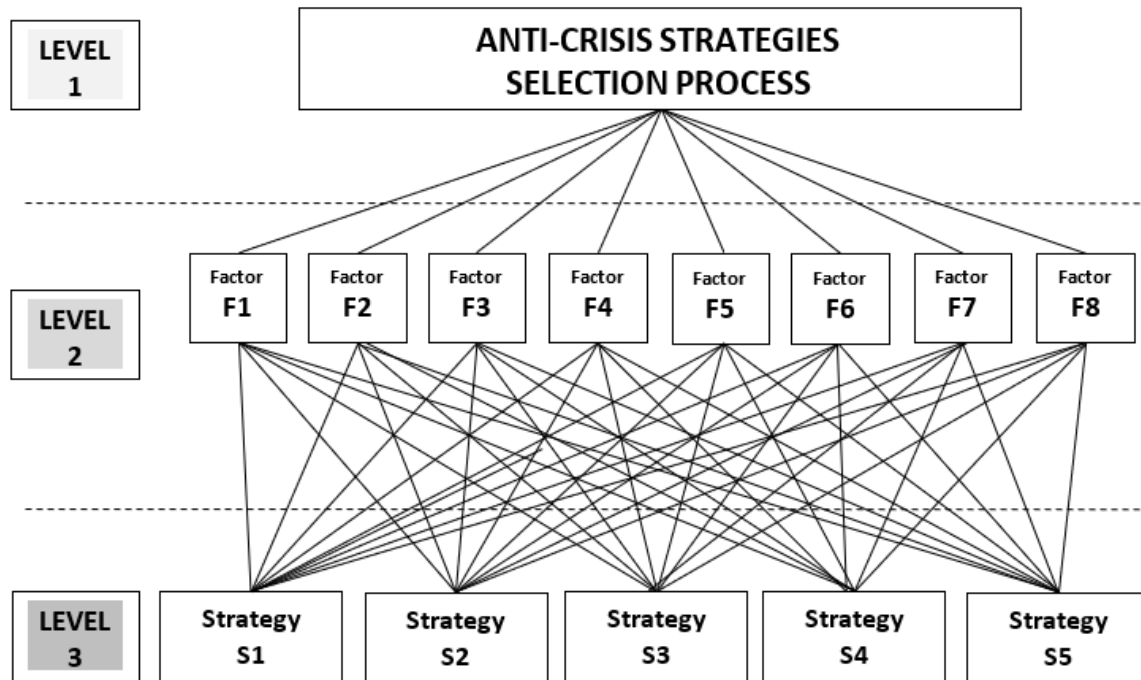 LEVEL
1
ANTI-CRISIS STRATEGIES
SELECTION PROCESS
LEVEL
2
Factor
F1
Factor
F2
Factor
F3
Factor
F4
Factor
F5
Factor
F6
Factor
F7
Factor
F8
LEVEL
3
Strategy
S1
Strategy
S2
Strategy
S3
Strategy
S4
Strategy
S5